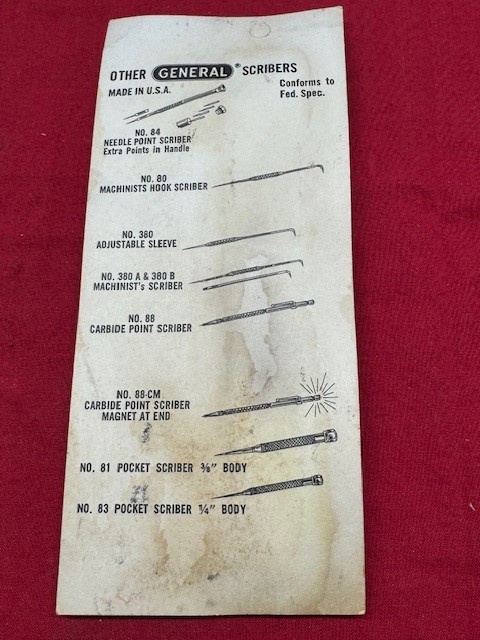 OTHER GENERAL® SCRIBERS
MADE IN U.S.A.
Conforms to
Fed. Spec.
NO. 84
NEEDLE POINT SCRIBER
Extra Points in Handle
NO. 80
MACHINISTS HOOK SCRIBER
NO. 380
ADJUSTABLE SLEEVE
NO. 380 A & 380 B
MACHINIST's SCRIBER
NO. 88
CARBIDE POINT SCRIBER
NO. 88-CM
CARBIDE POINT SCRIBER
MAGNET AT END
NO. 81 POCKET SCRIBER ⅜" BODY
NO. 83 POCKET SCRIBER ¼" BODY